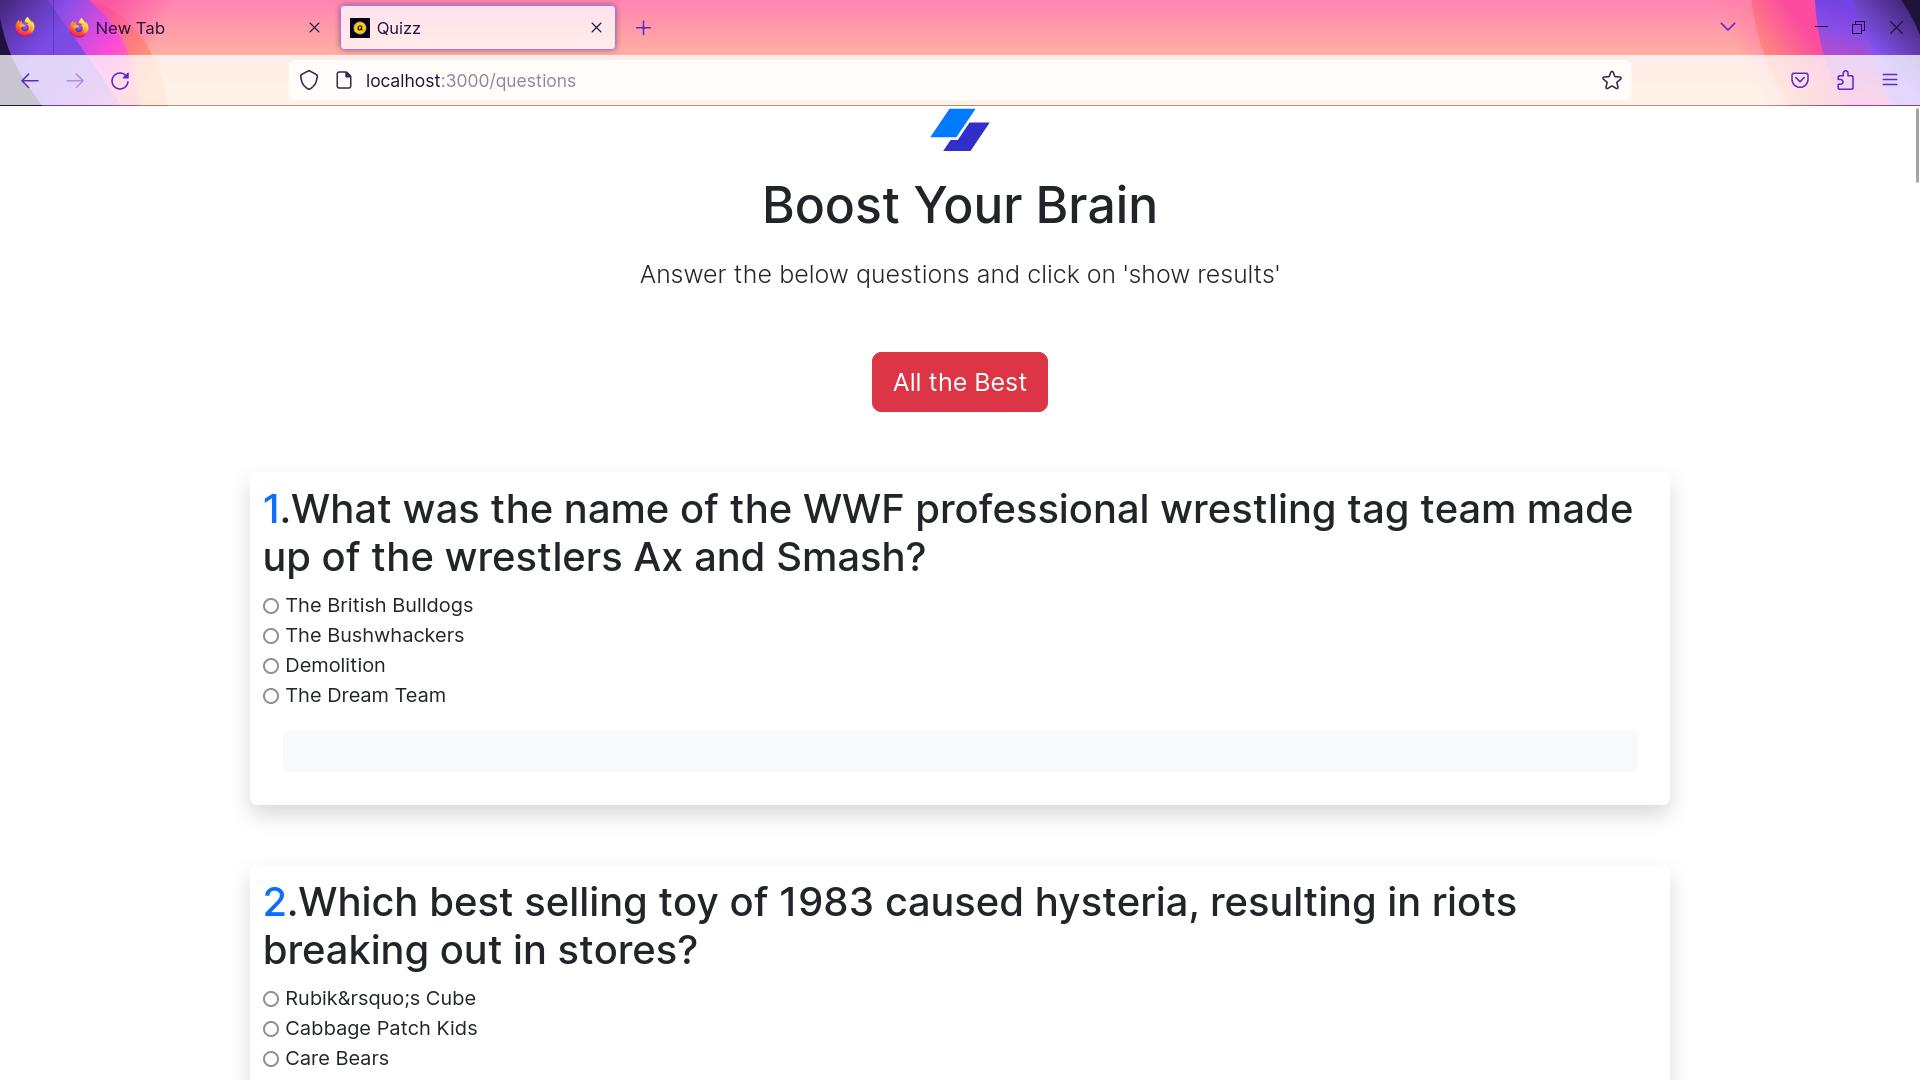 New Tab
Quizz
localhost:3000/questions
Boost Your Brain
Answer the below questions and click on 'show results'
All the Best
1.What was the name of the WWF professional wrestling tag team made
up of the wrestlers Ax and Smash?
The British Bulldogs
The Bushwhackers
Demolition
The Dream Team
2.Which best selling toy of 1983 caused hysteria, resulting in riots
breaking out in stores?
Rubik&rsquo;s Cube
Cabbage Patch Kids
Care Bears